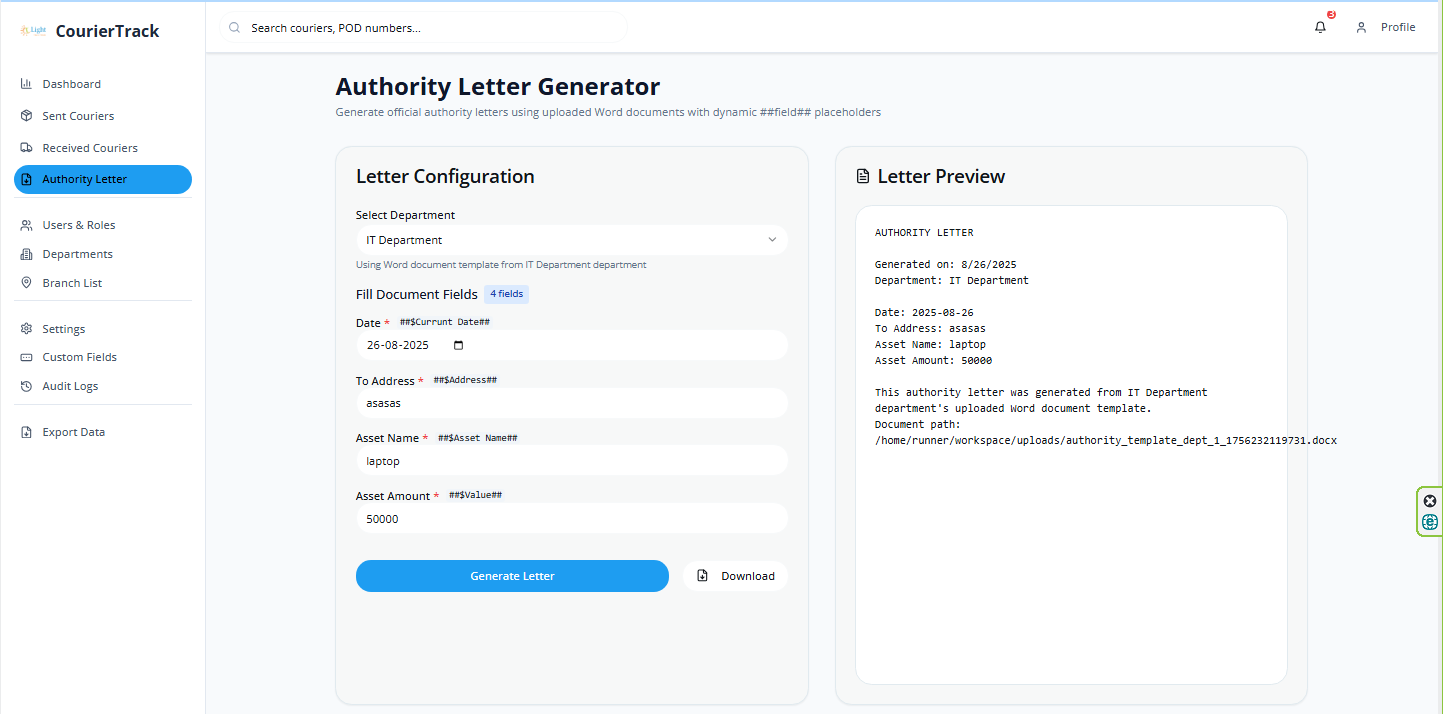 Light
CourierTrack
Search couriers, POD numbers...
3
Profile
Dashboard
Sent Couriers
Received Couriers
Authority Letter
Users & Roles
Departments
Branch List
Settings
Custom Fields
Audit Logs
Export Data
Authority Letter Generator
Generate official authority letters using uploaded Word documents with dynamic ##field## placeholders
Letter Configuration
Select Department
IT Department
Using Word document template from IT Department department
Fill Document Fields 4 fields
Date * ##$Currunt Date##
26-08-2025
To Address * ##$Address##
asasas
Asset Name * ##$Asset Name##
laptop
Asset Amount * ##$Value##
50000
Generate Letter
Download
Letter Preview
AUTHORITY LETTER
Generated on: 8/26/2025
Department: IT Department
Date: 2025-08-26
To Address: asasas
Asset Name: laptop
Asset Amount: 50000
This authority letter was generated from IT Department
department's uploaded Word document template.
Document path:
/home/runner/workspace/uploads/authority_template_dept_1_1756232119731.docx